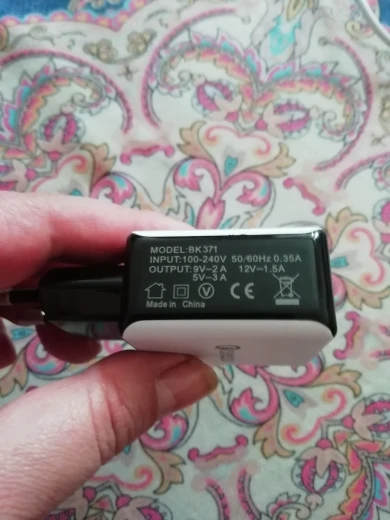 MODEL:BK371
INPUT:100-240V 50/60Hz 0.35A
OUTPUT:9V⎓2A 12V⎓1.5A
5V⎓3A
V CE
Made in China